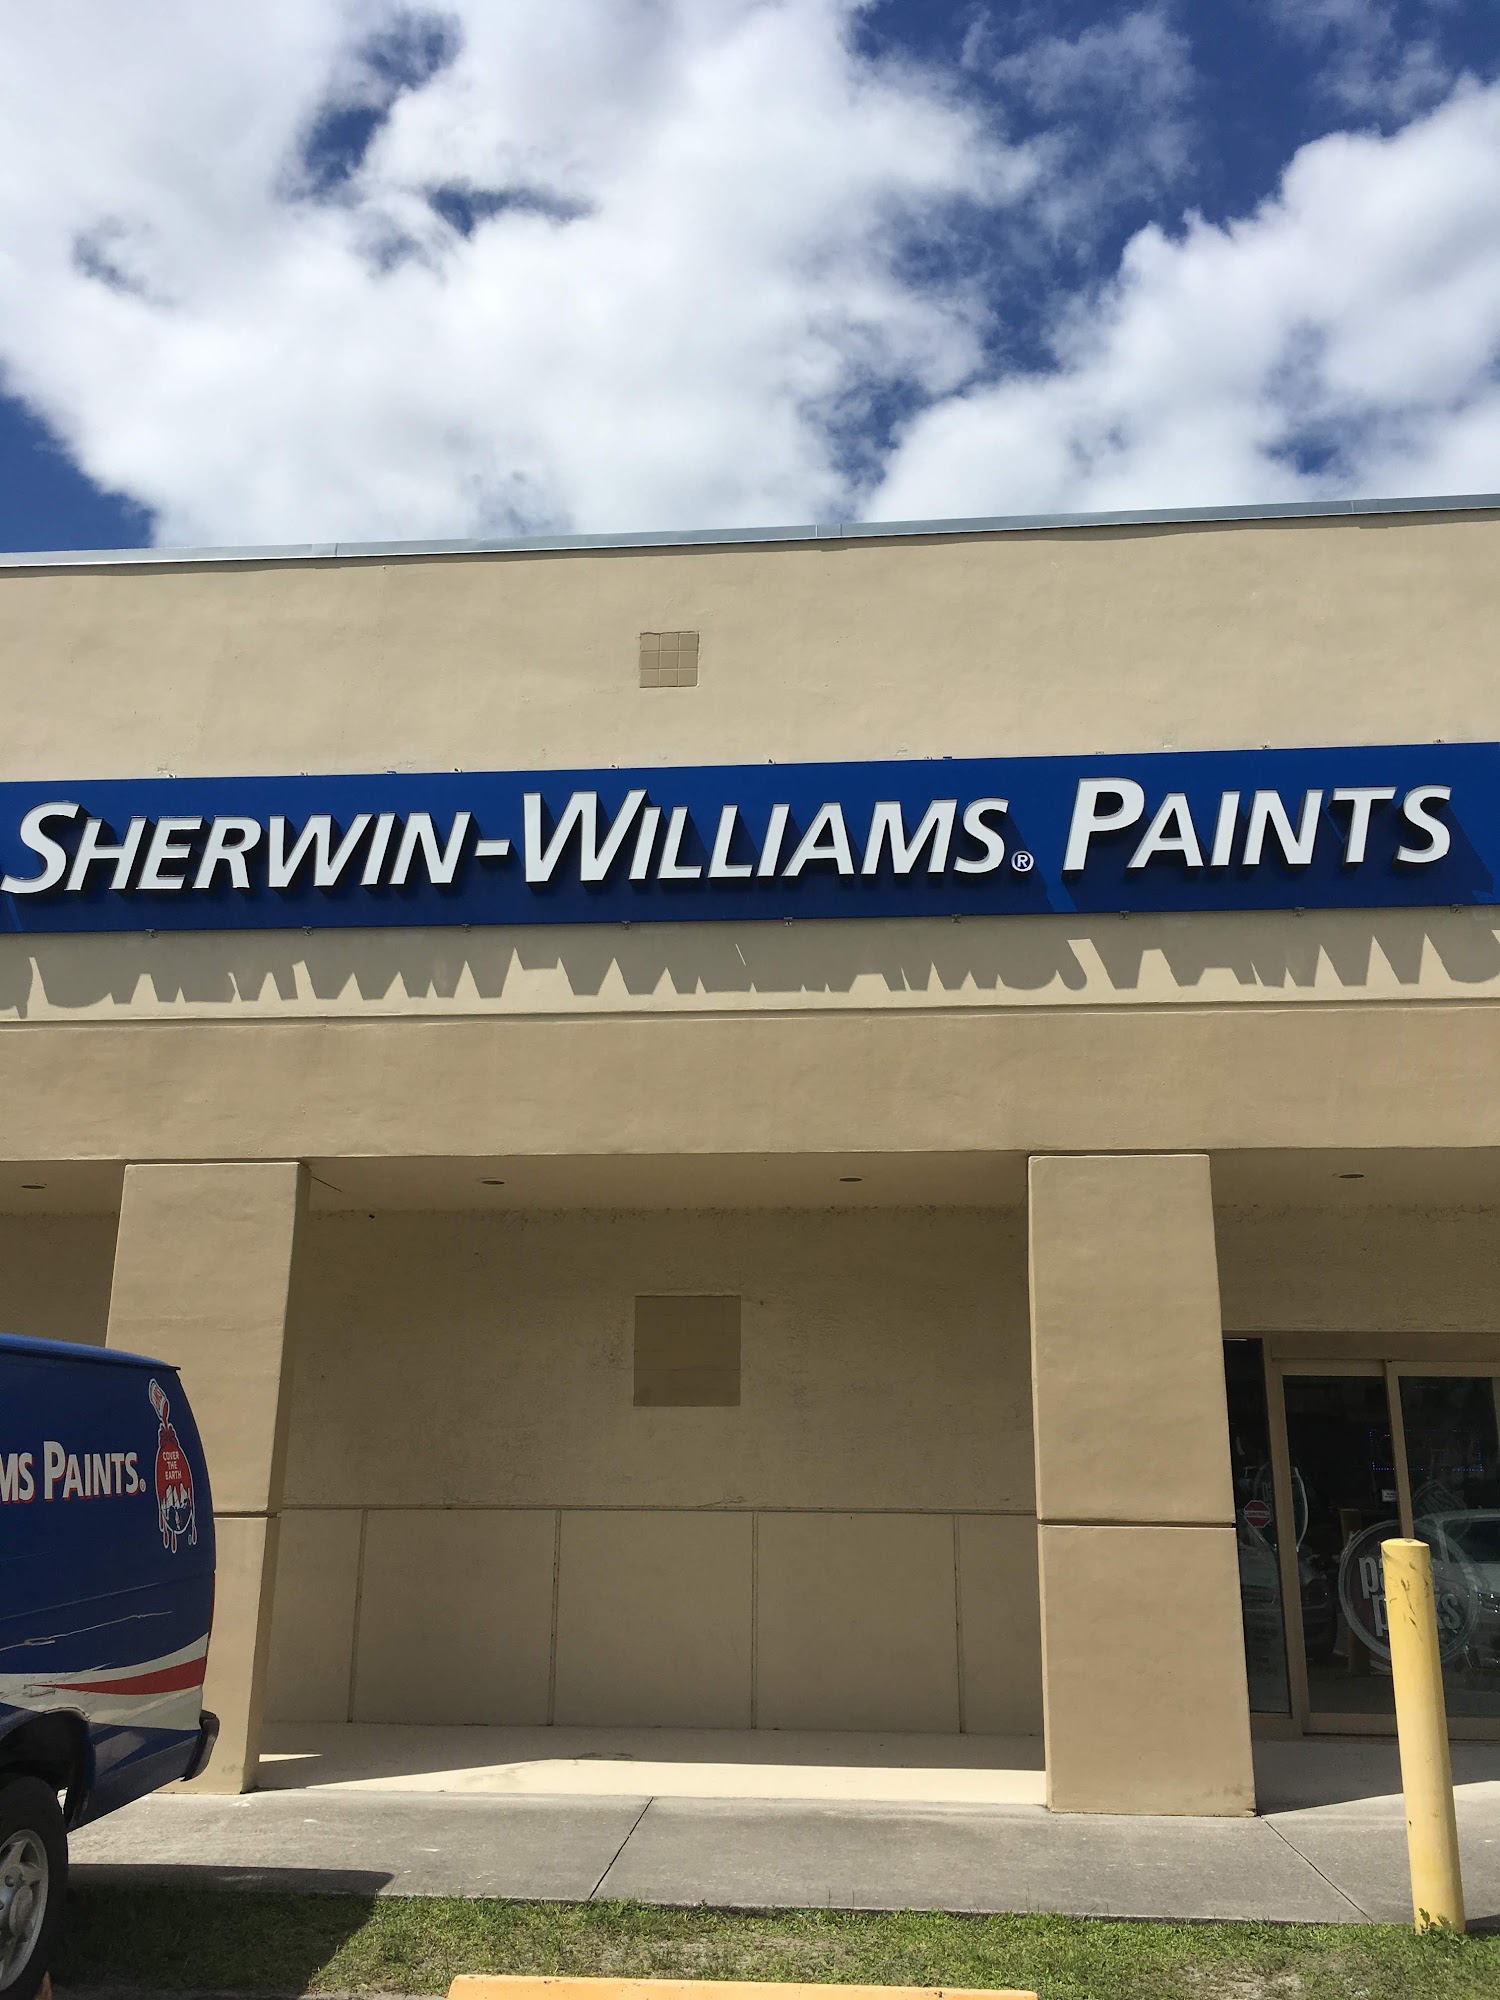 SHERWIN-WILLIAMS® PAINTS
MS PAINTS®
COVER
THE
EARTH